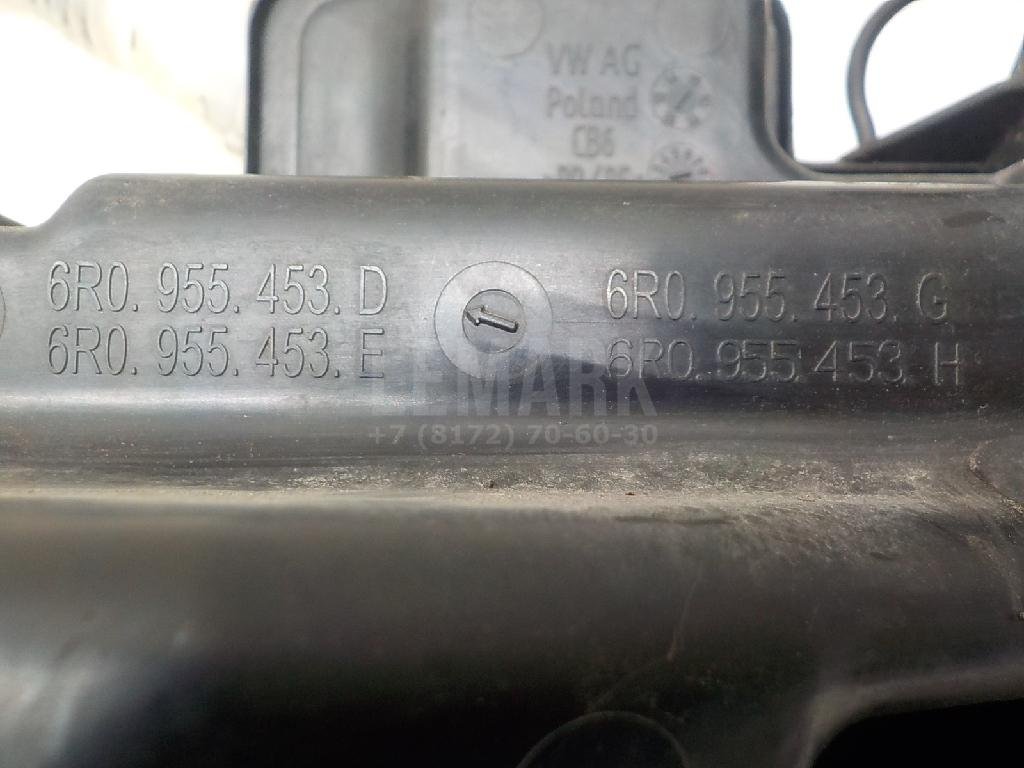 VW AG
Poland
CB6
6R0. 955. 453. D
6R0. 955. 453. E
6R0. 955. 453. G
6R0. 955. 453. H
LEMARK
+7 (8172) 70-60-30